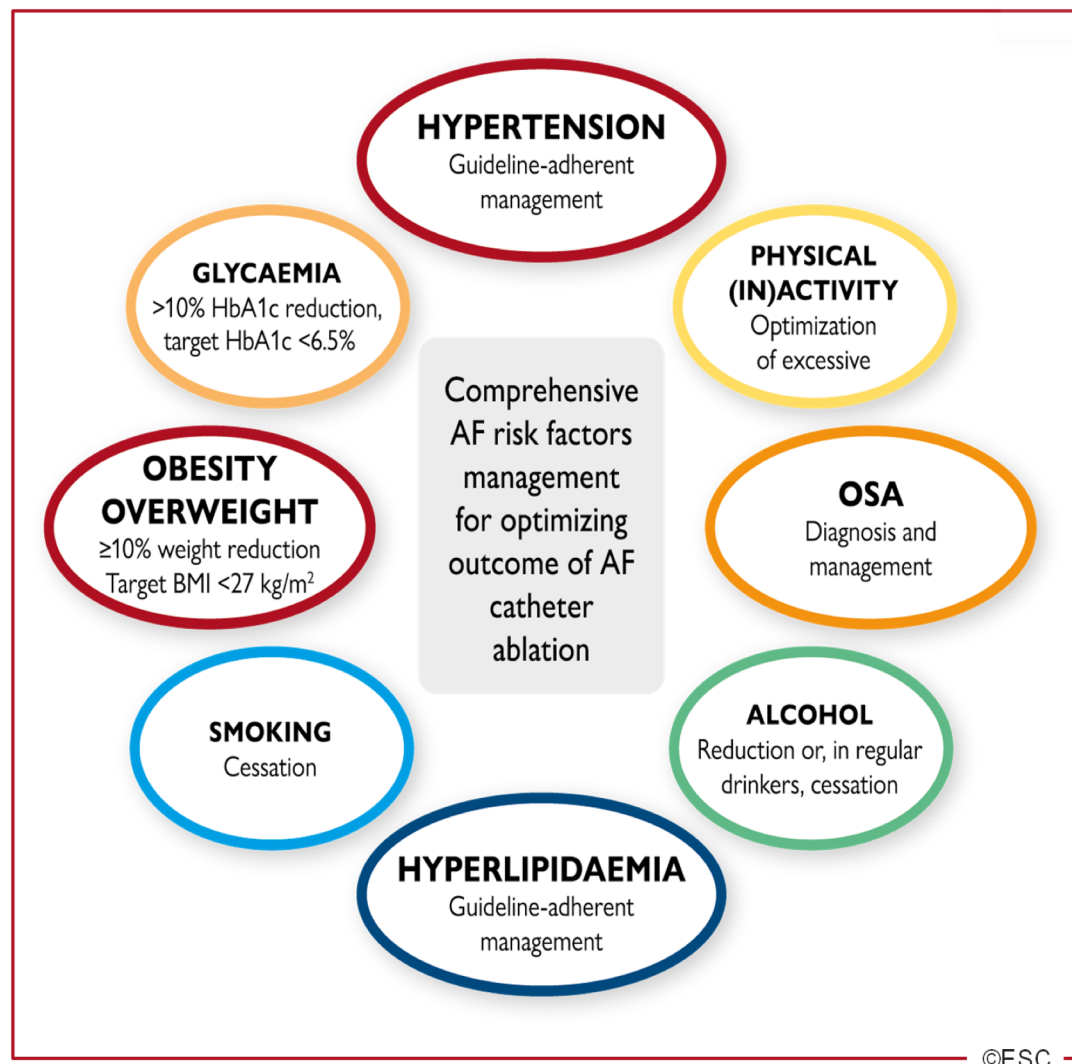 HYPERTENSION
Guideline-adherent
management
GLYCAEMIA
>10% HbA1c reduction,
target HbA1c <6.5%
PHYSICAL
(IN)ACTIVITY
Optimization
of excessive
Comprehensive
AF risk factors
management
for optimizing
outcome of AF
catheter
ablation
OBESITY
OVERWEIGHT
≥10% weight reduction
Target BMI <27 kg/m²
OSA
Diagnosis and
management
SMOKING
Cessation
ALCOHOL
Reduction or, in regular
drinkers, cessation
HYPERLIPIDAEMIA
Guideline-adherent
management
©ESC